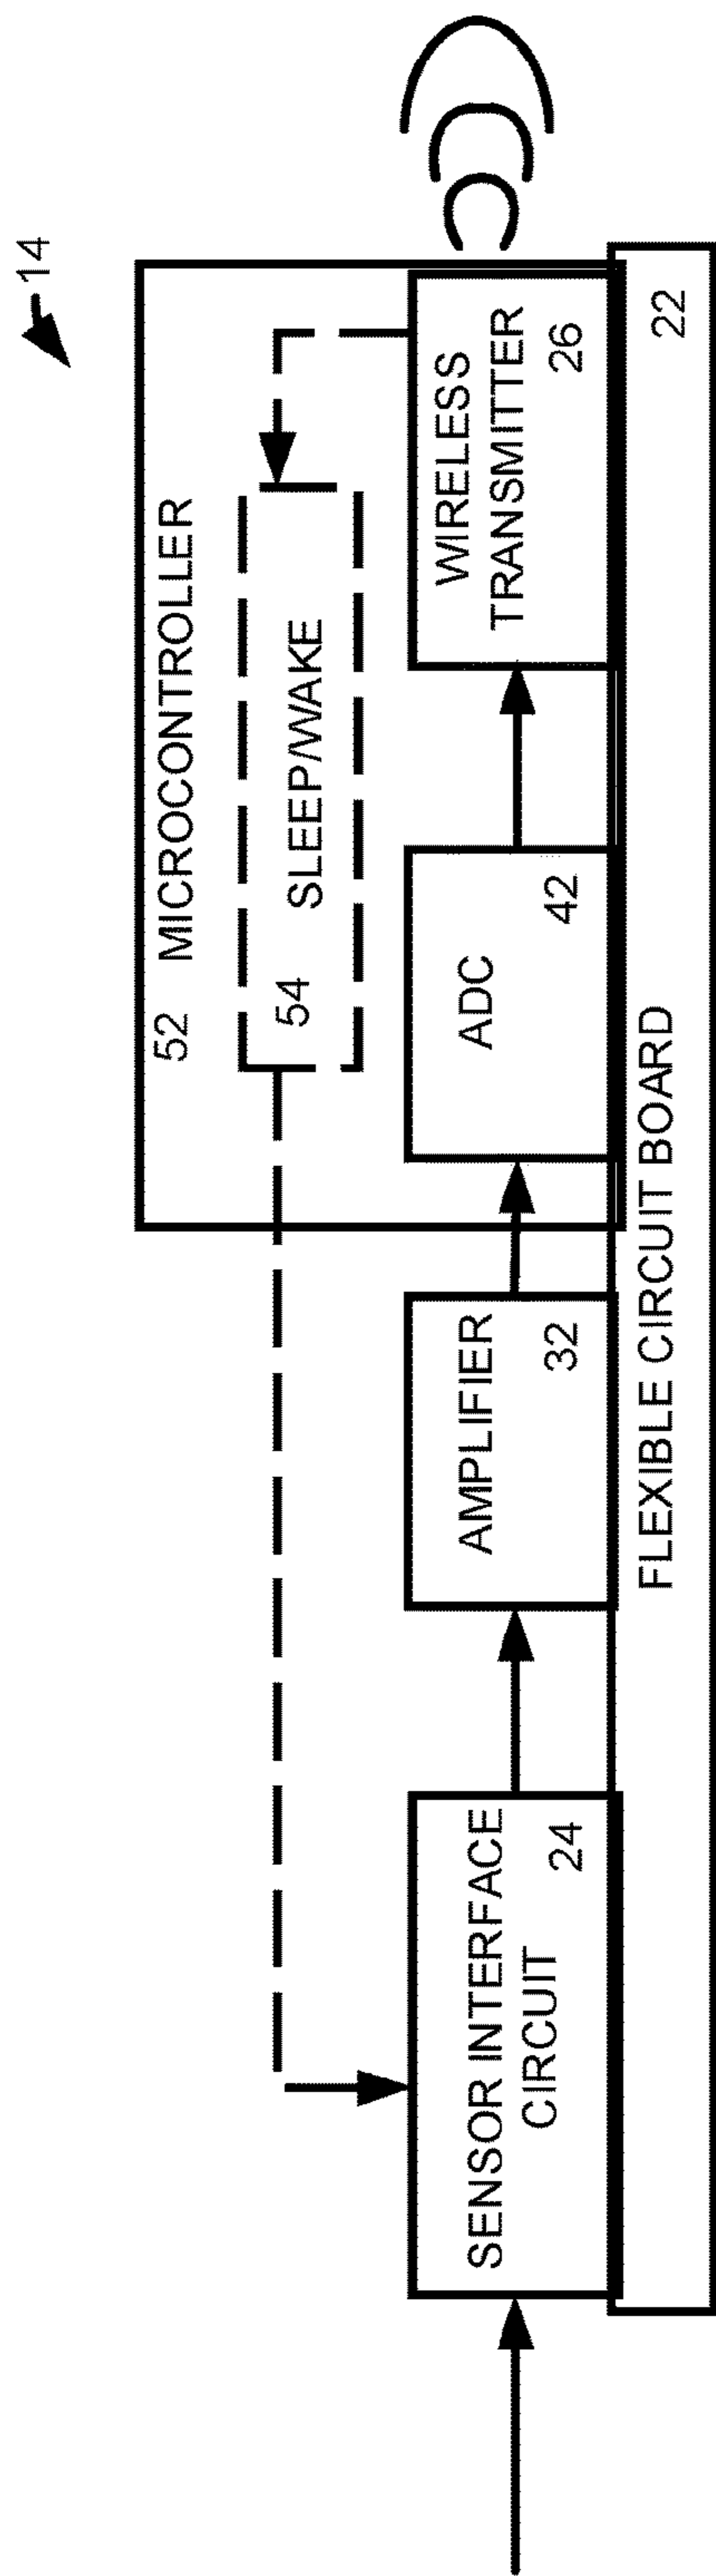 14
52 MICROCONTROLLER
54 SLEEP/WAKE
SENSOR INTERFACE
CIRCUIT
24
AMPLIFIER
32
ADC
42
WIRELESS
TRANSMITTER
26
FLEXIBLE CIRCUIT BOARD
22